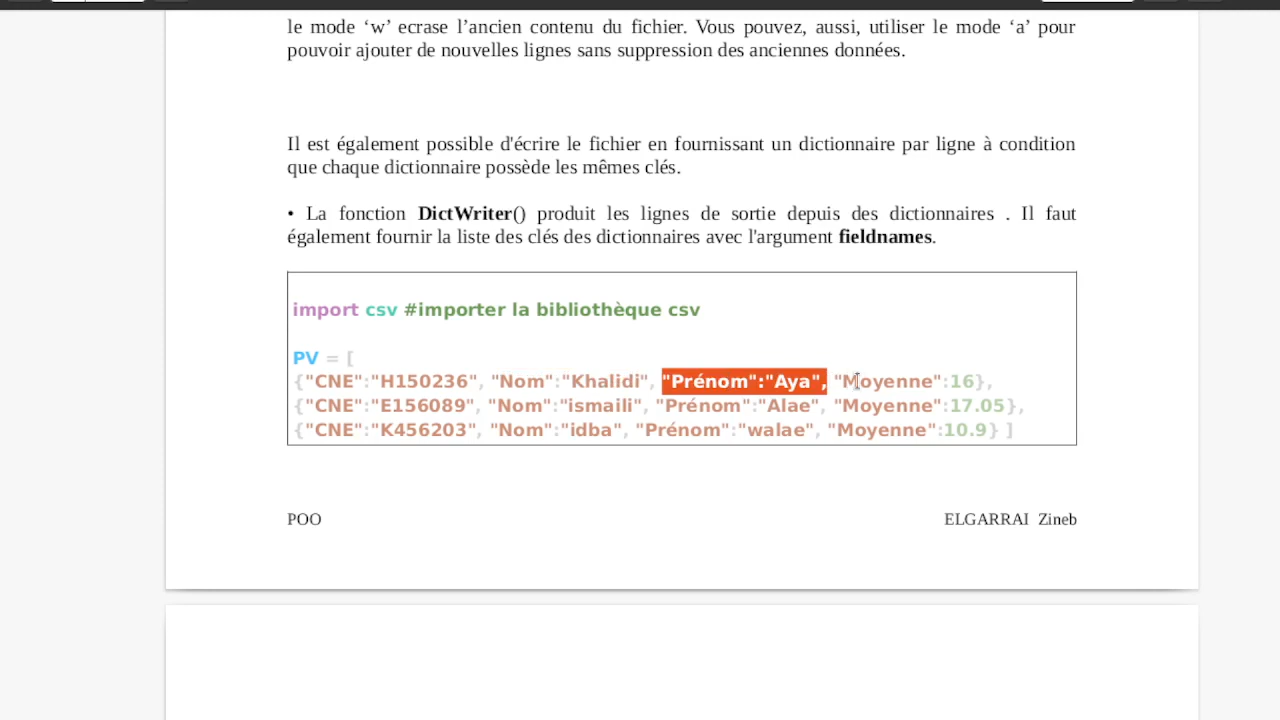 le mode ‘w’ ecrase l’ancien contenu du fichier. Vous pouvez, aussi, utiliser le mode ‘a’ pour
pouvoir ajouter de nouvelles lignes sans suppression des anciennes données.
Il est également possible d'écrire le fichier en fournissant un dictionnaire par ligne à condition
que chaque dictionnaire possède les mêmes clés.
• La fonction DictWriter() produit les lignes de sortie depuis des dictionnaires . Il faut
également fournir la liste des clés des dictionnaires avec l'argument fieldnames.
import csv #importer la bibliothèque csv
PV = [
{"CNE":"H150236", "Nom":"Khalidi", "Prénom":"Aya", "Moyenne":16},
{"CNE":"E156089", "Nom":"ismaili", "Prénom":"Alae", "Moyenne":17.05},
{"CNE":"K456203", "Nom":"idba", "Prénom":"walae", "Moyenne":10.9} ]
POO ELGARRAI Zineb